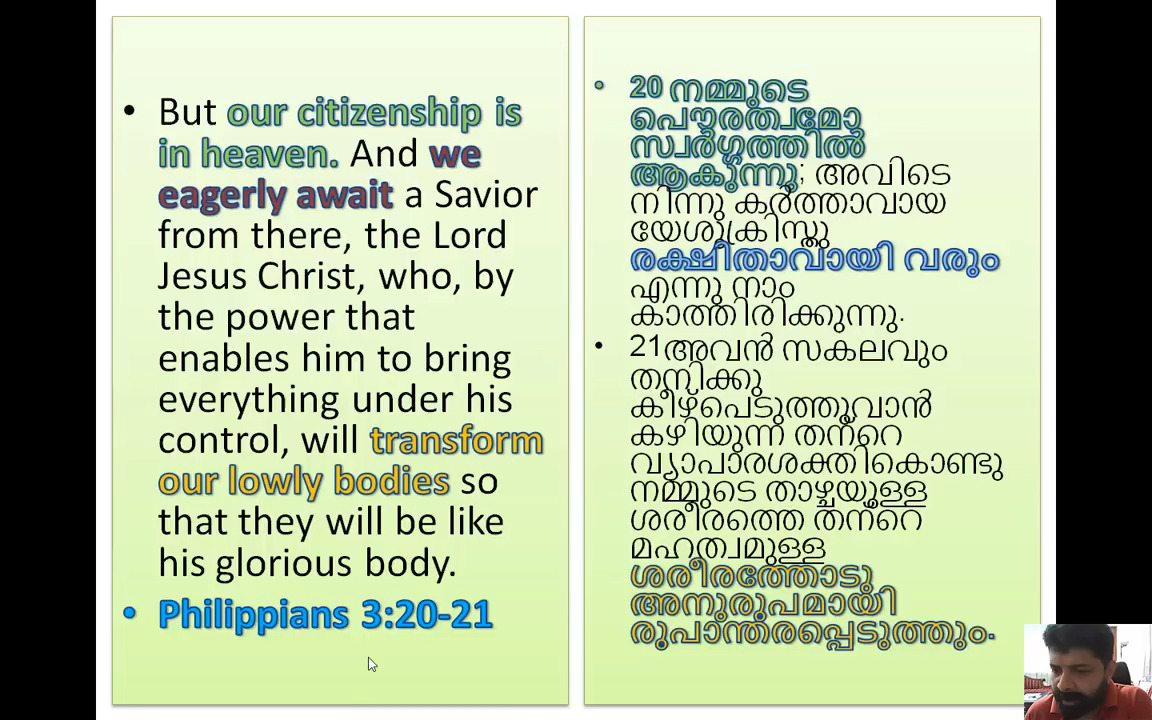 • But our citizenship is
in heaven. And we
eagerly await a Savior
from there, the Lord
Jesus Christ, who, by
the power that
enables him to bring
everything under his
control, will transform
our lowly bodies so
that they will be like
his glorious body.
• Philippians 3:20-21
• 20 നമ്മുടെ
പൌരത്വമോ
സ്വർഗ്ഗത്തിൽ
ആകുന്നു; അവിടെ
നിന്നു കർത്താവായ
യേശുക്രിസ്തു
രക്ഷിതാവായി വരും
എന്നു നാം
കാത്തിരിക്കുന്നു.
• 21അവൻ സകലവും
തനിക്കു
കീഴ്പെടുത്തുവാൻ
കഴിയുന്ന തന്റെ
വ്യാപാരശക്തികൊണ്ടു
നമ്മുടെ താഴ്ചയുള്ള
ശരീരത്തെ തന്റെ
മഹത്വമുള്ള
ശരീരത്തോടു
അനുരൂപമായി
രൂപാന്തരപ്പെടുത്തും.